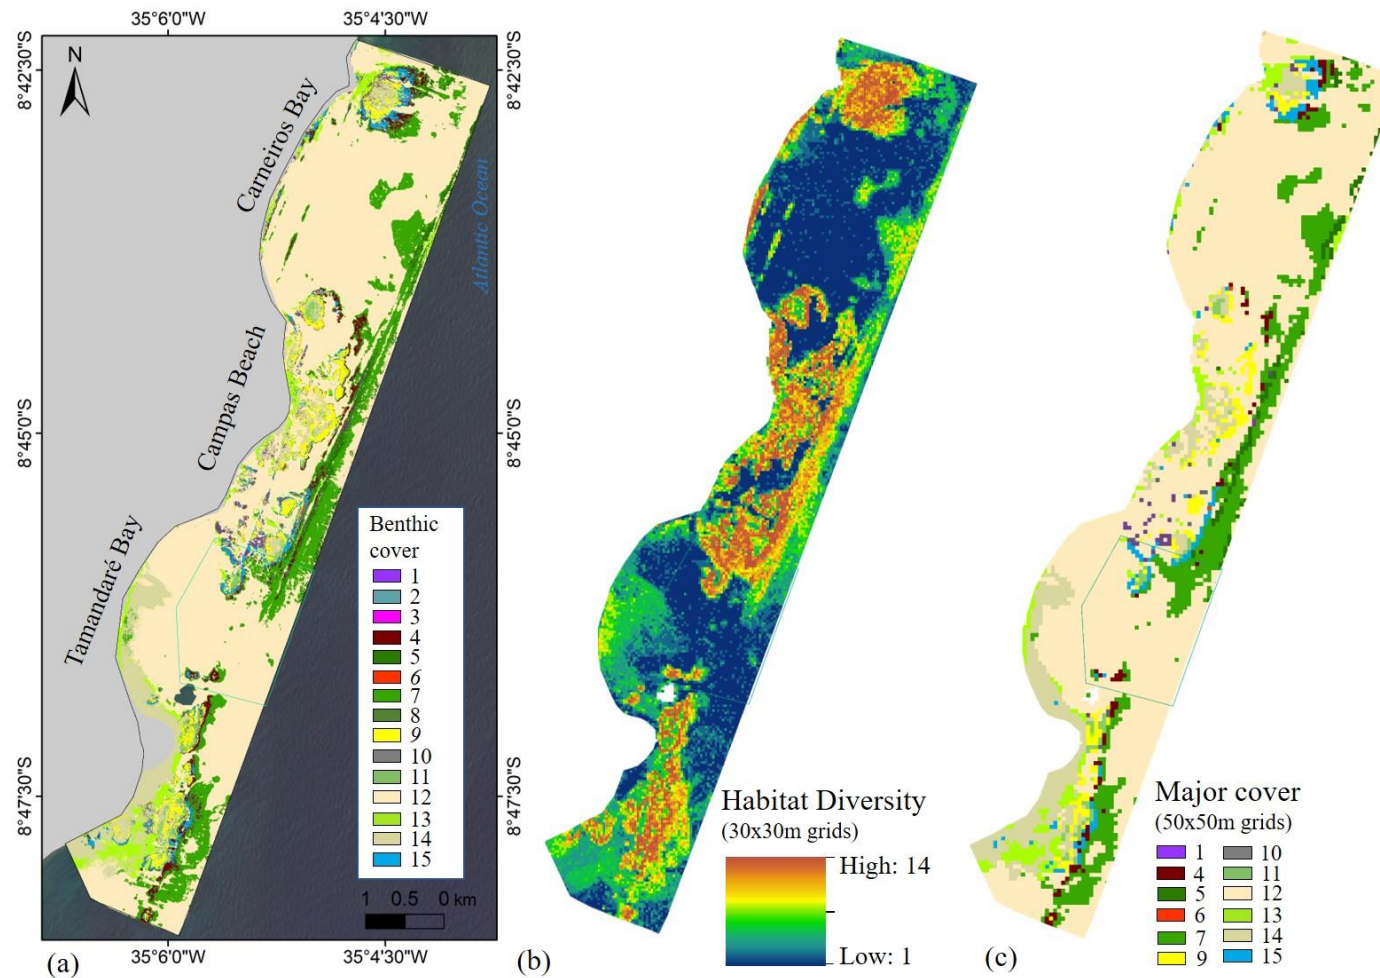 35°6'0"W
35°4'30"W
8°42'30"S
8°42'30"S
N
Carneiros Bay
Atlantic Ocean
Campas Beach
8°45'0"S
8°45'0"S
Tamandaré Bay
Benthic
cover
1
2
3
4
5
6
7
8
9
10
11
12
13
14
15
8°47'30"S
8°47'30"S
1 0.5 0 km
35°6'0"W
35°4'30"W
(a)
Habitat Diversity
(30x30m grids)
High: 14
Low: 1
(b)
Major cover
(50x50m grids)
1 10
4 11
5 12
6 13
7 14
9 15
(c)